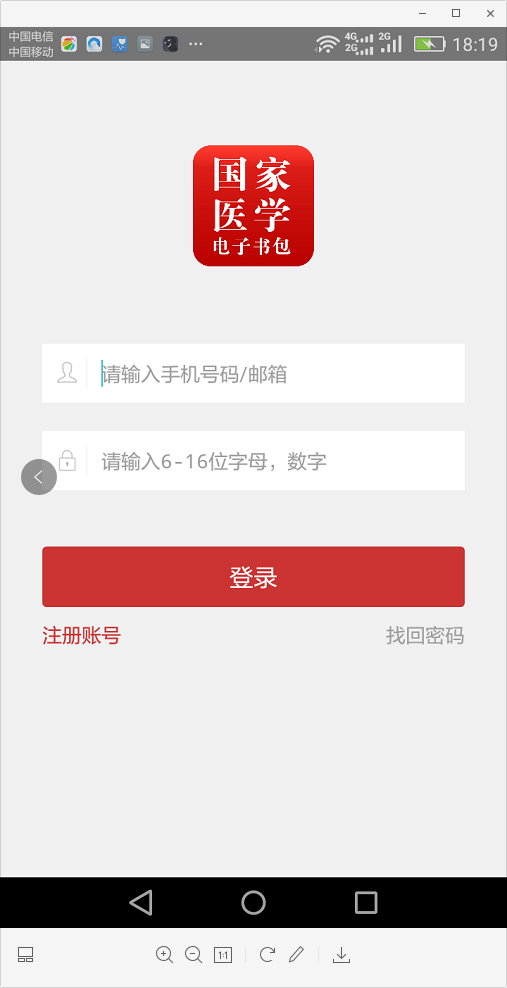 中国电信
中国移动
4G
2G
2G
18:19
国家
医学
电子书包
请输入手机号码/邮箱
请输入6-16位字母，数字
登录
注册账号
找回密码
1:1